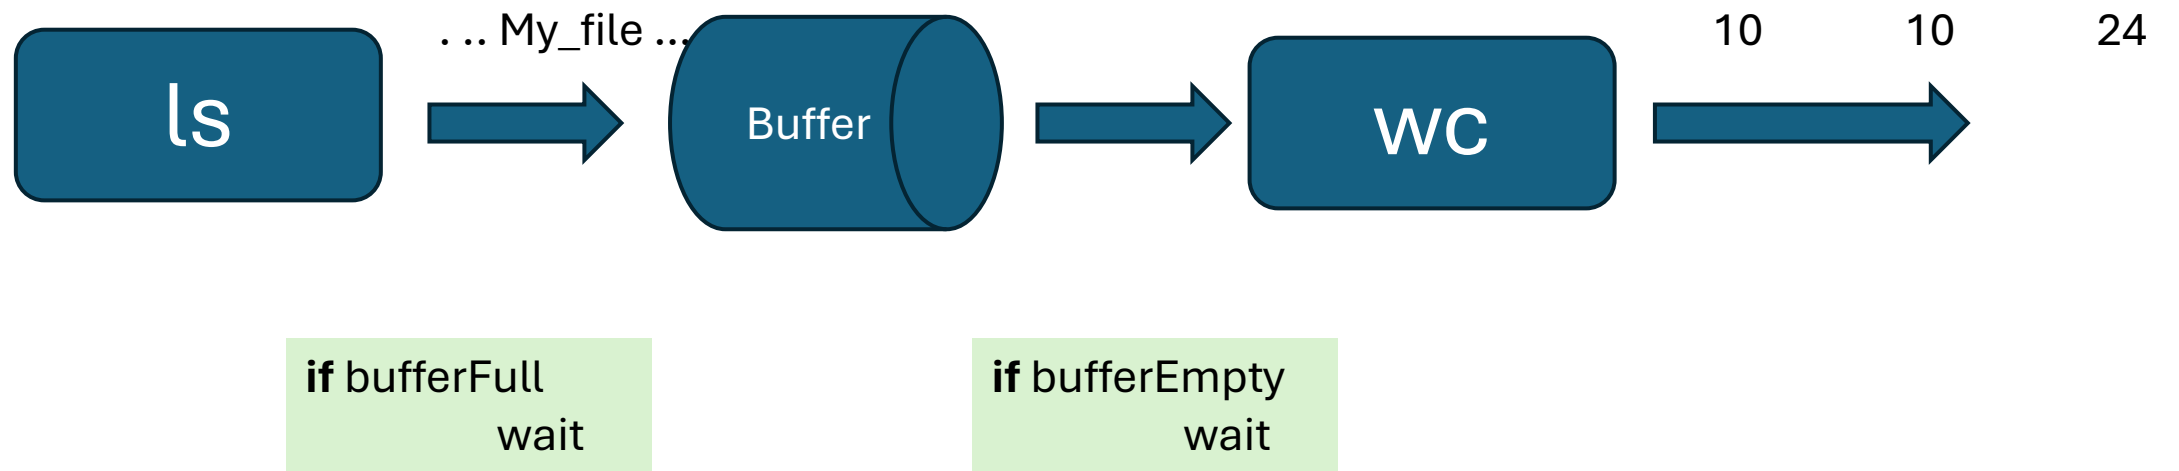 . .. My_file ...
10 10 24
ls
Buffer
wc
if bufferFull
wait
if bufferEmpty
wait